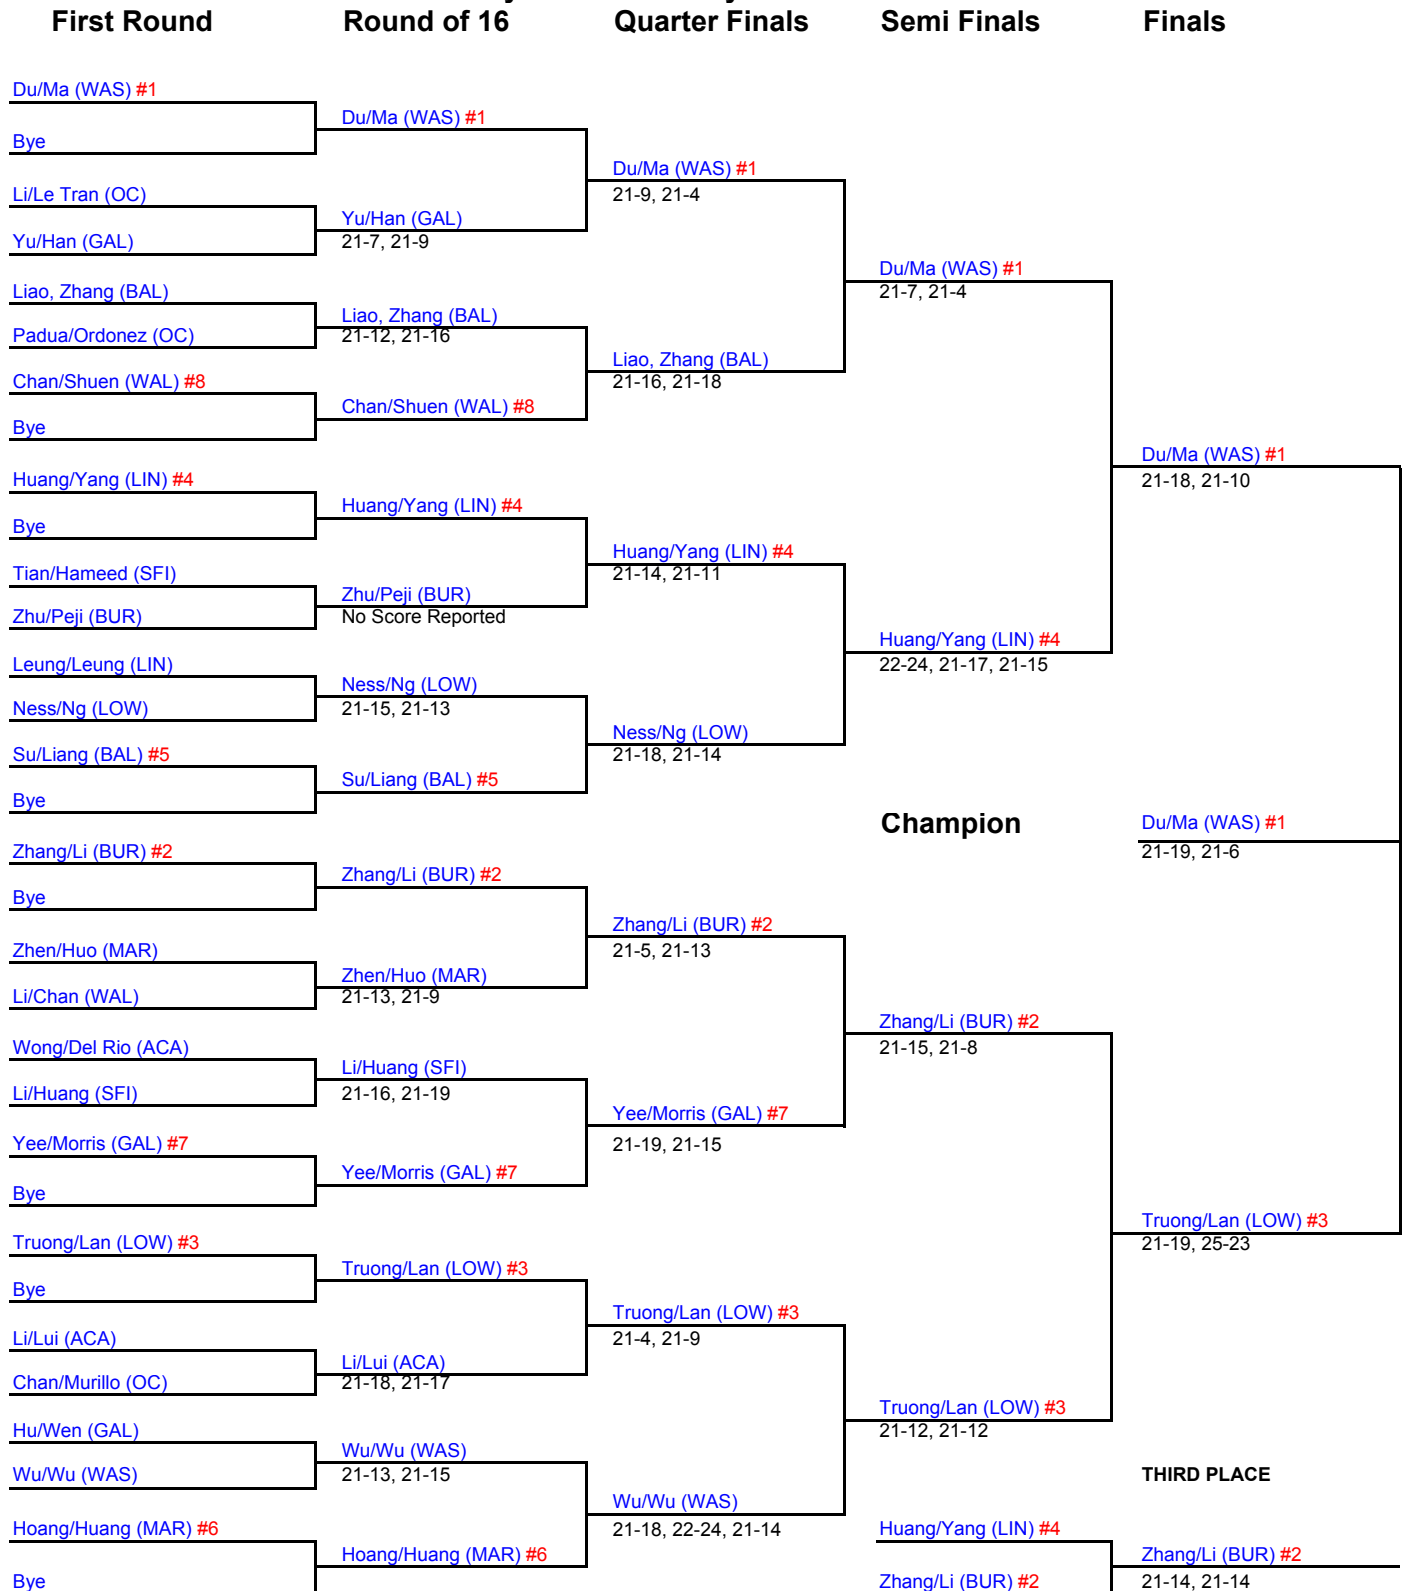 First Round
Round of 16
Quarter Finals
Semi Finals
Finals
Du/Ma (WAS) #1
Bye
Li/Le Tran (OC)
Yu/Han (GAL)
Liao, Zhang (BAL)
Padua/Ordonez (OC)
Chan/Shuen (WAL) #8
Bye
Huang/Yang (LIN) #4
Bye
Tian/Hameed (SFI)
Zhu/Peji (BUR)
Leung/Leung (LIN)
Ness/Ng (LOW)
Su/Liang (BAL) #5
Bye
Zhang/Li (BUR) #2
Bye
Zhen/Huo (MAR)
Li/Chan (WAL)
Wong/Del Rio (ACA)
Li/Huang (SFI)
Yee/Morris (GAL) #7
Bye
Truong/Lan (LOW) #3
Bye
Li/Lui (ACA)
Chan/Murillo (OC)
Hu/Wen (GAL)
Wu/Wu (WAS)
Hoang/Huang (MAR) #6
Bye
Du/Ma (WAS) #1
Yu/Han (GAL)
21-7, 21-9
Liao, Zhang (BAL)
21-12, 21-16
Chan/Shuen (WAL) #8
Huang/Yang (LIN) #4
Zhu/Peji (BUR)
No Score Reported
Ness/Ng (LOW)
21-15, 21-13
Su/Liang (BAL) #5
Zhang/Li (BUR) #2
Zhen/Huo (MAR)
21-13, 21-9
Li/Huang (SFI)
21-16, 21-19
Yee/Morris (GAL) #7
Truong/Lan (LOW) #3
Li/Lui (ACA)
21-18, 21-17
Wu/Wu (WAS)
21-13, 21-15
Hoang/Huang (MAR) #6
Du/Ma (WAS) #1
21-9, 21-4
Liao, Zhang (BAL)
21-16, 21-18
Huang/Yang (LIN) #4
21-14, 21-11
Ness/Ng (LOW)
21-18, 21-14
Zhang/Li (BUR) #2
21-5, 21-13
Yee/Morris (GAL) #7
21-19, 21-15
Truong/Lan (LOW) #3
21-4, 21-9
Wu/Wu (WAS)
21-18, 22-24, 21-14
Du/Ma (WAS) #1
21-7, 21-4
Huang/Yang (LIN) #4
22-24, 21-17, 21-15
Champion
Zhang/Li (BUR) #2
21-15, 21-8
Truong/Lan (LOW) #3
21-12, 21-12
Huang/Yang (LIN) #4
Zhang/Li (BUR) #2
Du/Ma (WAS) #1
21-18, 21-10
Du/Ma (WAS) #1
21-19, 21-6
Truong/Lan (LOW) #3
21-19, 25-23
THIRD PLACE
Zhang/Li (BUR) #2
21-14, 21-14